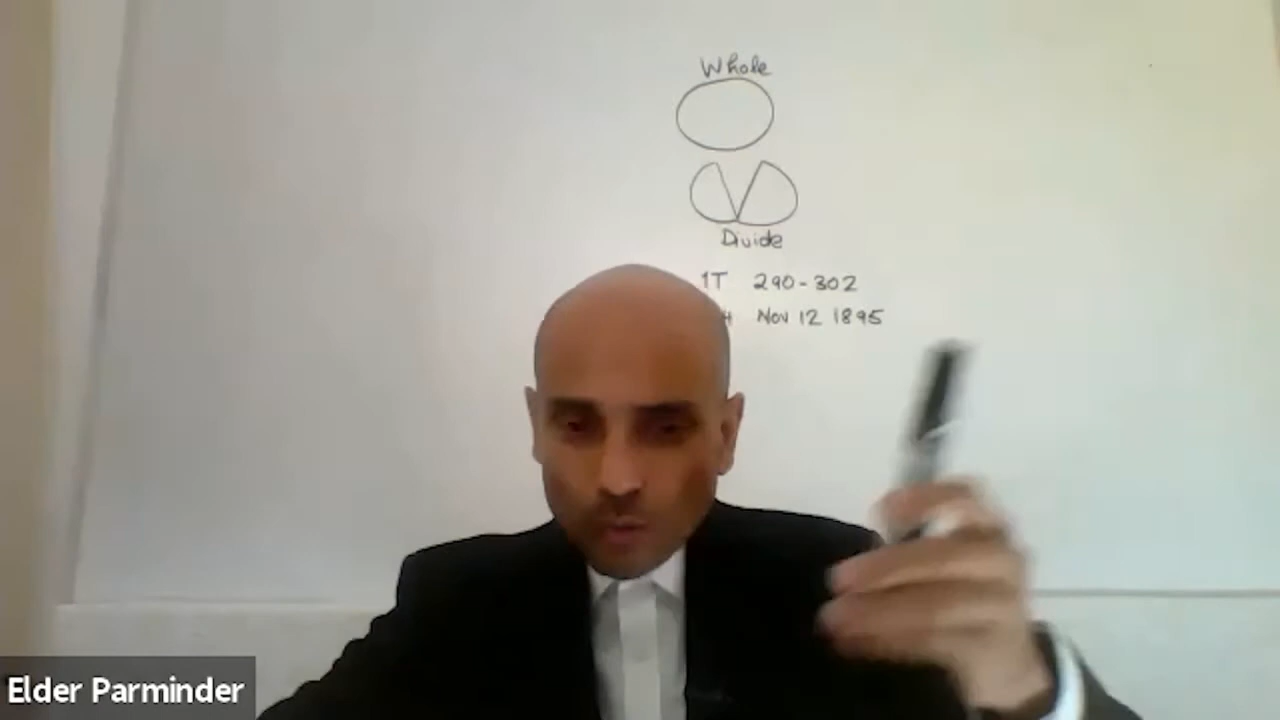 Whole
Divide
1T 290-302
Nov 12 1895
Elder Parminder